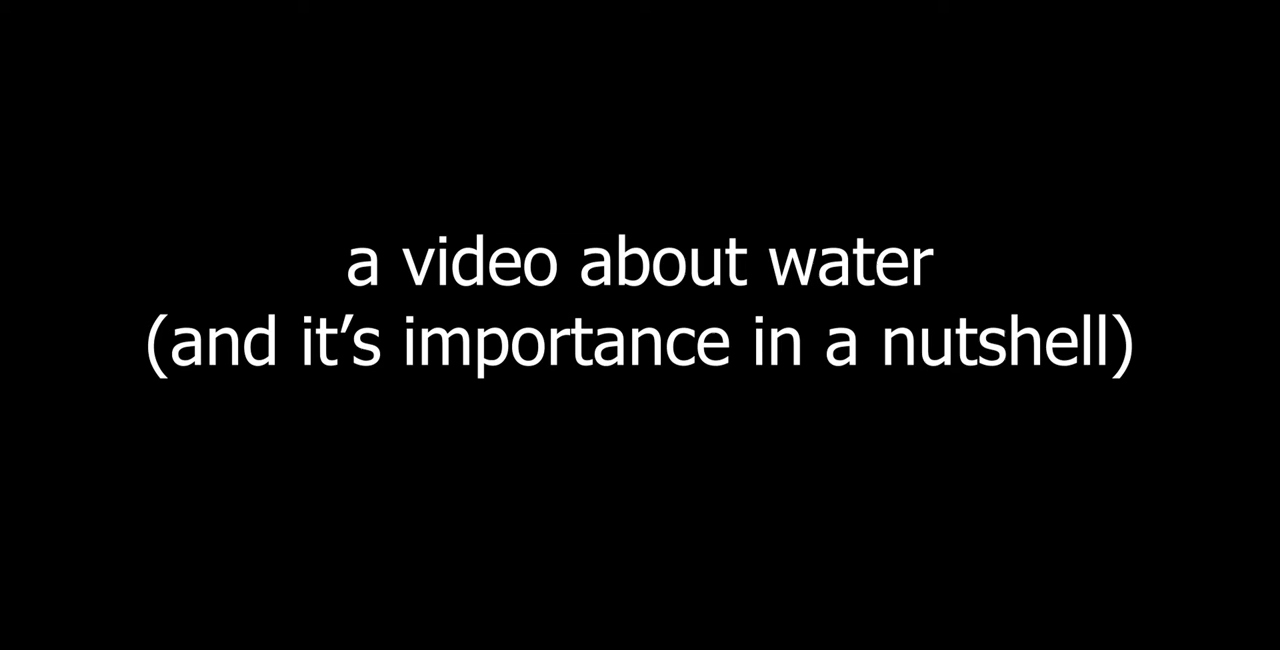 a video about water
(and it’s importance in a nutshell)